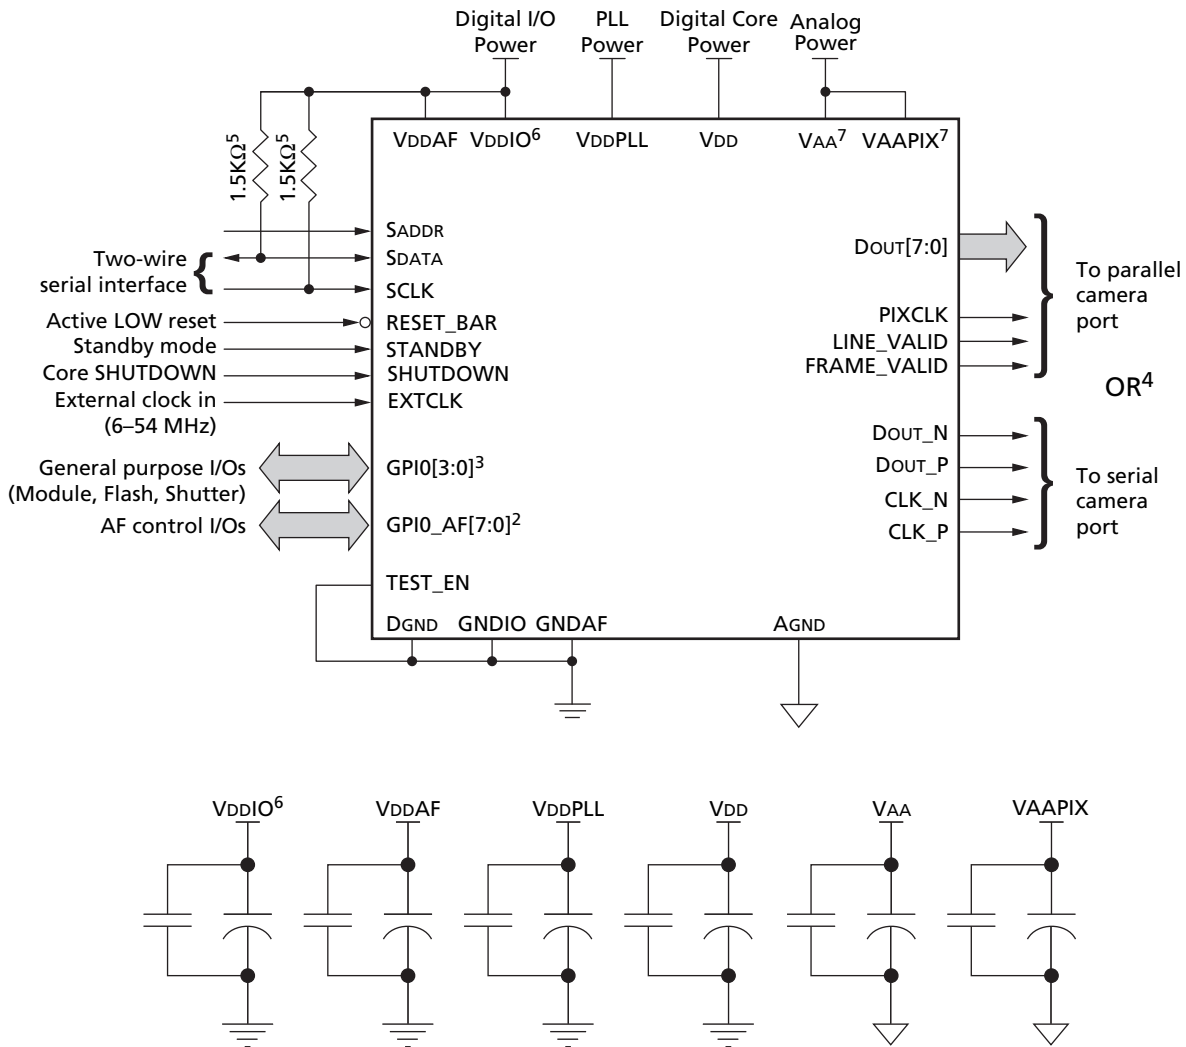 Digital I/O Power
PLL Power
Digital Core Power
Analog Power
VDDAF VDDIO6 VDDPLL VDD VAA7 VAAPIX7
1.5KΩ5
1.5KΩ5
SADDR
Two-wire serial interface
SDATA
SCLK
Active LOW reset
RESET_BAR
Standby mode
STANDBY
Core SHUTDOWN
SHUTDOWN
External clock in
(6–54 MHz)
EXTCLK
General purpose I/Os
(Module, Flash, Shutter)
GPI0[3:0]3
AF control I/Os
GPI0_AF[7:0]2
TEST_EN
DGND GNDIO GNDAF AGND
DOUT[7:0]
PIXCLK
LINE_VALID
FRAME_VALID
To parallel
camera
port
OR4
DOUT_N
DOUT_P
CLK_N
CLK_P
To serial
camera
port
VDDIO6 VDDAF VDDPLL VDD VAA VAAPIX